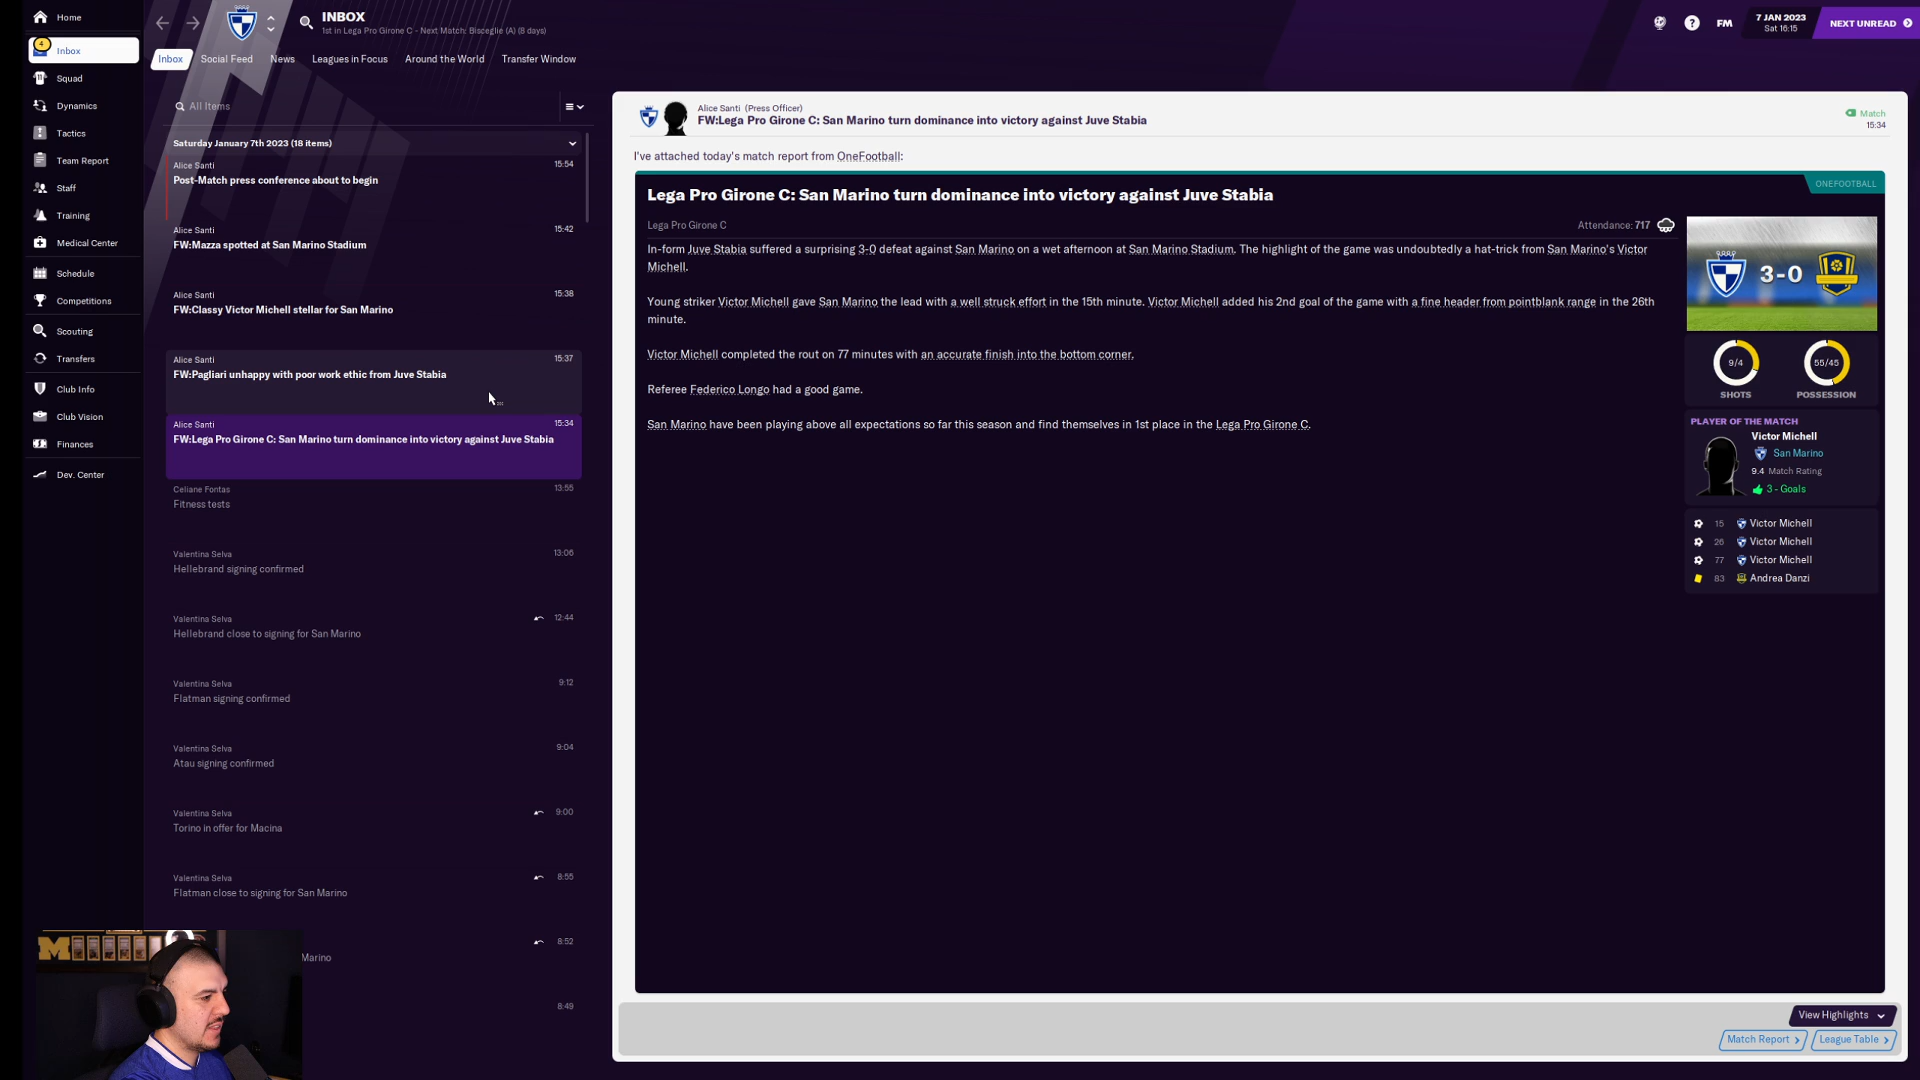 Home
4
Inbox
Squad
Dynamics
Tactics
Team Report
Staff
Training
Medical Center
Schedule
Competitions
Scouting
Transfers
Club Info
Club Vision
Finances
Dev. Center
INBOX
1st in Lega Pro Girone C - Next Match: Bisceglie (A) (8 days)
? FM
7 JAN 2023
Sat 16:15
NEXT UNREAD
Inbox Social Feed News Leagues in Focus Around the World Transfer Window
All Items
Saturday January 7th 2023 (18 items)
Alice Santi 15:54
Post-Match press conference about to begin
Alice Santi 15:42
FW:Mazza spotted at San Marino Stadium
Alice Santi 15:38
FW:Classy Victor Michell stellar for San Marino
Alice Santi 15:37
FW:Pagliari unhappy with poor work ethic from Juve Stabia
Alice Santi 15:34
FW:Lega Pro Girone C: San Marino turn dominance into victory against Juve Stabia
Celiane Fontas 13:55
Fitness tests
Valentina Selva 13:06
Hellebrand signing confirmed
Valentina Selva 12:44
Hellebrand close to signing for San Marino
Valentina Selva 9:12
Flatman signing confirmed
Valentina Selva 9:04
Atau signing confirmed
Valentina Selva 9:00
Torino in offer for Macina
Valentina Selva 8:55
Flatman close to signing for San Marino
8:52
Marino
8:49
M
Alice Santi (Press Officer)
FW:Lega Pro Girone C: San Marino turn dominance into victory against Juve Stabia
Match
15:34
I've attached today's match report from OneFootball:
ONEFOOTBALL
Lega Pro Girone C: San Marino turn dominance into victory against Juve Stabia
Lega Pro Girone C Attendance: 717
In-form Juve Stabia suffered a surprising 3-0 defeat against San Marino on a wet afternoon at San Marino Stadium. The highlight of the game was undoubtedly a hat-trick from San Marino's Victor
Michell.
Young striker Victor Michell gave San Marino the lead with a well struck effort in the 15th minute. Victor Michell added his 2nd goal of the game with a fine header from pointblank range in the 26th
minute.
Victor Michell completed the rout on 77 minutes with an accurate finish into the bottom corner.
Referee Federico Longo had a good game.
San Marino have been playing above all expectations so far this season and find themselves in 1st place in the Lega Pro Girone C.
3-0
9/4
SHOTS
55/45
POSSESSION
PLAYER OF THE MATCH
Victor Michell
San Marino
9.4 Match Rating
3 - Goals
15 Victor Michell
26 Victor Michell
77 Victor Michell
83 Andrea Danzi
View Highlights
Match Report
League Table